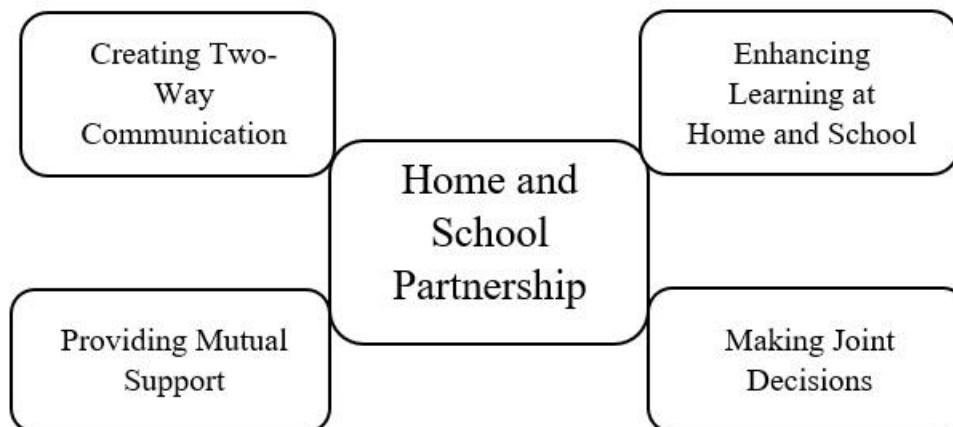 Creating Two-
Way
Communication
Enhancing
Learning at
Home and School
Home and
School
Partnership
Providing Mutual
Support
Making Joint
Decisions